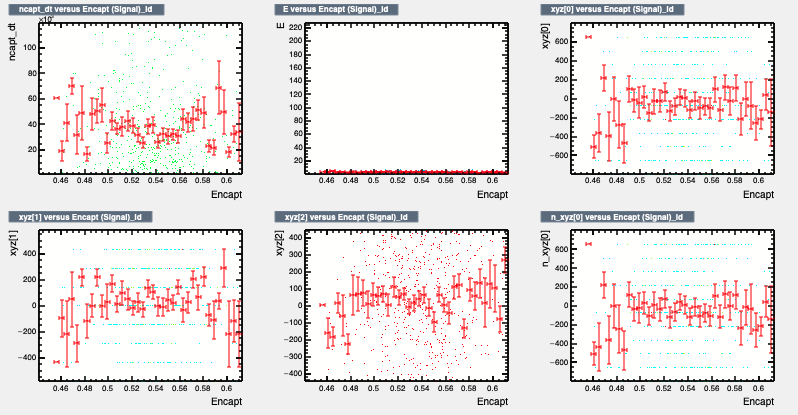 ncapt_dt versus Encapt (Signal)_Id
E versus Encapt (Signal)_Id
xyz[0] versus Encapt (Signal)_Id
ncapt_dt
100
80
60
40
20
0.46 0.48 0.5 0.52 0.54 0.56 0.58 0.6
Encapt
E
220
200
180
160
140
120
100
80
60
40
20
0.46 0.48 0.5 0.52 0.54 0.56 0.58 0.6
Encapt
xyz[0]
600
400
200
0
−200
−400
−600
0.46 0.48 0.5 0.52 0.54 0.56 0.58 0.6
Encapt
xyz[1] versus Encapt (Signal)_Id
xyz[2] versus Encapt (Signal)_Id
n_xyz[0] versus Encapt (Signal)_Id
xyz[1]
400
200
0
−200
−400
0.46 0.48 0.5 0.52 0.54 0.56 0.58 0.6
Encapt
xyz[2]
400
300
200
100
0
−100
−200
−300
−400
0.46 0.48 0.5 0.52 0.54 0.56 0.58 0.6
Encapt
n_xyz[0]
600
400
200
0
−200
−400
−600
0.46 0.48 0.5 0.52 0.54 0.56 0.58 0.6
Encapt